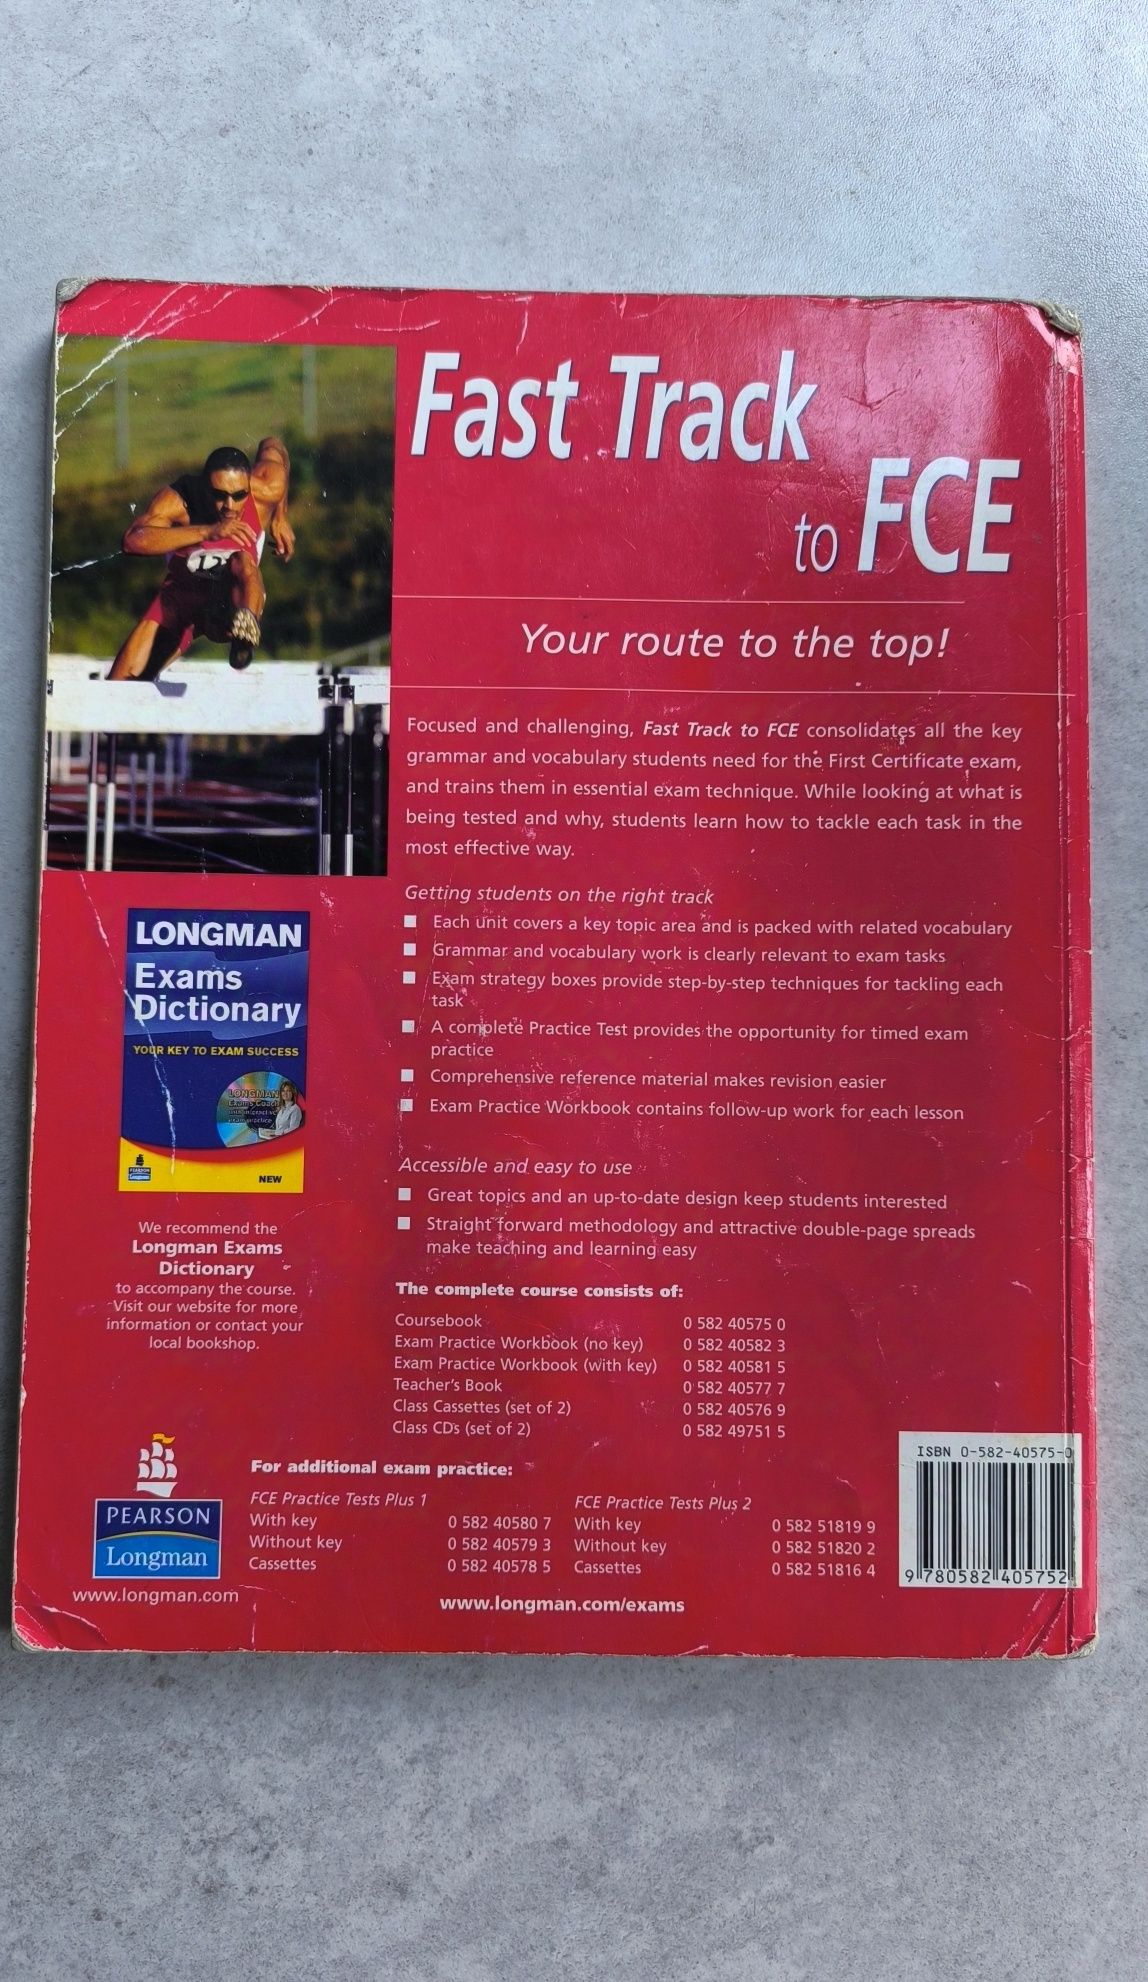 Fast Track
to FCE
Your route to the top!
Focused and challenging, Fast Track to FCE consolidates all the key
grammar and vocabulary students need for the First Certificate exam,
and trains them in essential exam technique. While looking at what is
being tested and why, students learn how to tackle each task in the
most effective way.
Getting students on the right track
■ Each unit covers a key topic area and is packed with related vocabulary
■ Grammar and vocabulary work is clearly relevant to exam tasks
■ Exam strategy boxes provide step-by-step techniques for tackling each
task
■ A complete Practice Test provides the opportunity for timed exam
practice
■ Comprehensive reference material makes revision easier
■ Exam Practice Workbook contains follow-up work for each lesson
Accessible and easy to use
■ Great topics and an up-to-date design keep students interested
■ Straight forward methodology and attractive double-page spreads
make teaching and learning easy
LONGMAN
Exams
Dictionary
YOUR KEY TO EXAM SUCCESS
LONGMAN
Exams Coach
with interactive
exam practice
PEARSON
Longman
NEW
We recommend the
Longman Exams
Dictionary
to accompany the course.
Visit our website for more
information or contact your
local bookshop.
The complete course consists of:
Coursebook 0 582 40575 0
Exam Practice Workbook (no key) 0 582 40582 3
Exam Practice Workbook (with key) 0 582 40581 5
Teacher's Book 0 582 40577 7
Class Cassettes (set of 2) 0 582 40576 9
Class CDs (set of 2) 0 582 49751 5
For additional exam practice:
FCE Practice Tests Plus 1
With key 0 582 40580 7
Without key 0 582 40579 3
Cassettes 0 582 40578 5
FCE Practice Tests Plus 2
With key 0 582 51819 9
Without key 0 582 51820 2
Cassettes 0 582 51816 4
PEARSON
Longman
www.longman.com
www.longman.com/exams
ISBN 0-582-40575-0
9 780582 405752